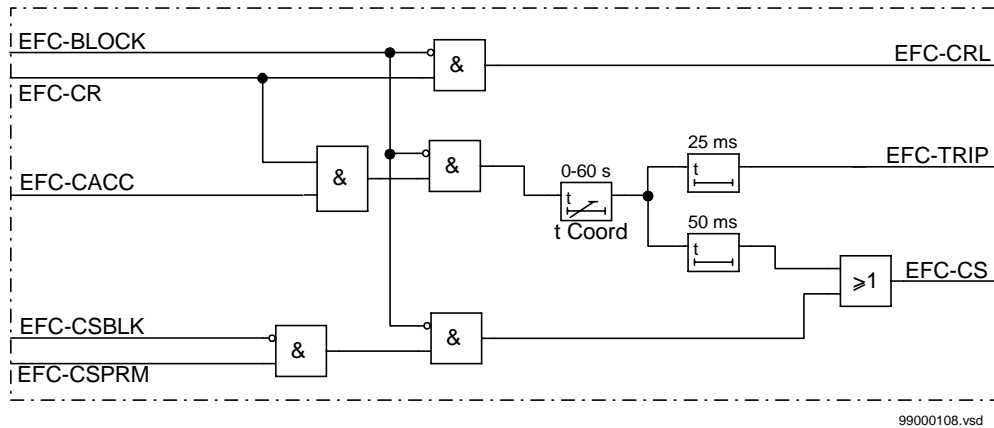 EFC-BLOCK
EFC-CR
&
EFC-CRL
EFC-CACC
&
&
0-60 s
t
t Coord
25 ms
t
EFC-TRIP
50 ms
t
≥1
EFC-CS
EFC-CSBLK
EFC-CSPRM
&
&
99000108.vsd